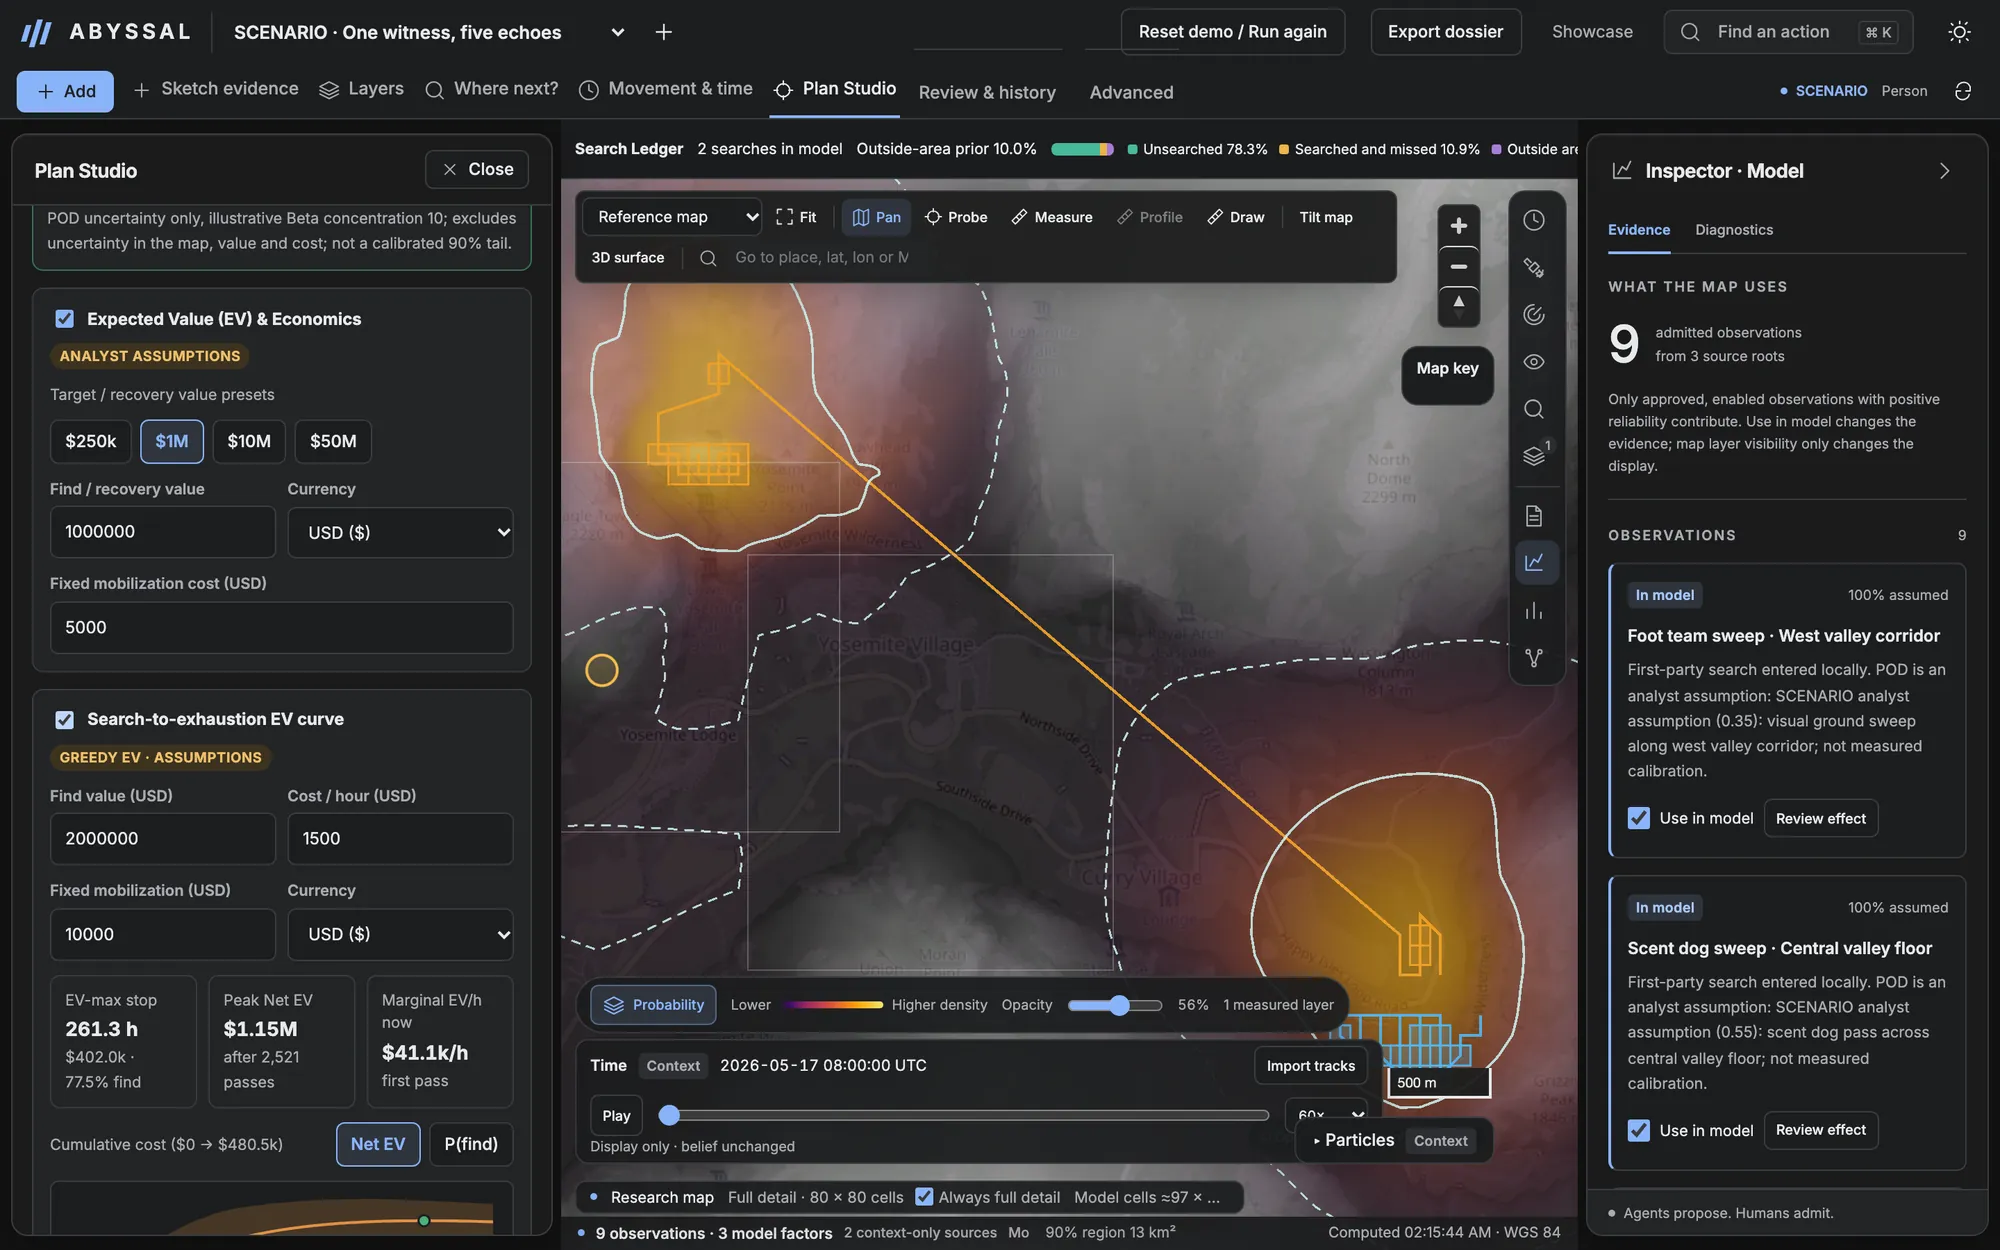 ABYSSAL
SCENARIO · One witness, five echoes
Reset demo / Run again
Export dossier
Showcase
Find an action
⌘ K
Add
Sketch evidence
Layers
Where next?
Movement & time
Plan Studio
Review & history
Advanced
SCENARIO
Person
Plan Studio
Close
POD uncertainty only, illustrative Beta concentration 10; excludes
uncertainty in the map, value and cost; not a calibrated 90% tail.
Expected Value (EV) & Economics
ANALYST ASSUMPTIONS
Target / recovery value presets
$250k
$1M
$10M
$50M
Find / recovery value
Currency
1000000
USD ($)
Fixed mobilization cost (USD)
5000
Search-to-exhaustion EV curve
GREEDY EV · ASSUMPTIONS
Find value (USD)
Cost / hour (USD)
2000000
1500
Fixed mobilization (USD)
Currency
10000
USD ($)
EV-max stop
261.3 h
$402.0k ·
77.5% find
Peak Net EV
$1.15M
after 2,521
passes
Marginal EV/h
now
$41.1k/h
first pass
Cumulative cost ($0 → $480.5k)
Net EV
P(find)
Search Ledger
2 searches in model
Outside-area prior 10.0%
Unsearched 78.3%
Searched and missed 10.9%
Outside are
Reference map
Fit
Pan
Probe
Measure
Profile
Draw
Tilt map
3D surface
Go to place, lat, lon or M
Map key
1
North
Dome
2299 m
Yosemite Wilderness
Yosemite Village
Royal Arch
Column
1813 m
Yosemite Lodge
Northside Drive
Southside Drive
Curry Village
Lounge
Moran
Point
Union
Probability
Lower
Higher density
Opacity
56%
1 measured layer
Time
Context
2026-05-17 08:00:00 UTC
Import tracks
500 m
Play
60×
Display only · belief unchanged
Particles
Context
Research map
Full detail · 80 × 80 cells
Always full detail
Model cells ≈97 × ...
9 observations · 3 model factors
2 context-only sources
Mo
90% region 13 km²
Computed 02:15:44 AM · WGS 84
Inspector · Model
Evidence
Diagnostics
WHAT THE MAP USES
9
admitted observations
from 3 source roots
Only approved, enabled observations with positive
reliability contribute. Use in model changes the
evidence; map layer visibility only changes the
display.
OBSERVATIONS
9
In model
100% assumed
Foot team sweep · West valley corridor
First-party search entered locally. POD is an
analyst assumption: SCENARIO analyst
assumption (0.35): visual ground sweep
along west valley corridor; not measured
calibration.
Use in model
Review effect
In model
100% assumed
Scent dog sweep · Central valley floor
First-party search entered locally. POD is an
analyst assumption: SCENARIO analyst
assumption (0.55): scent dog pass across
central valley floor; not measured
calibration.
Use in model
Review effect
Agents propose. Humans admit.